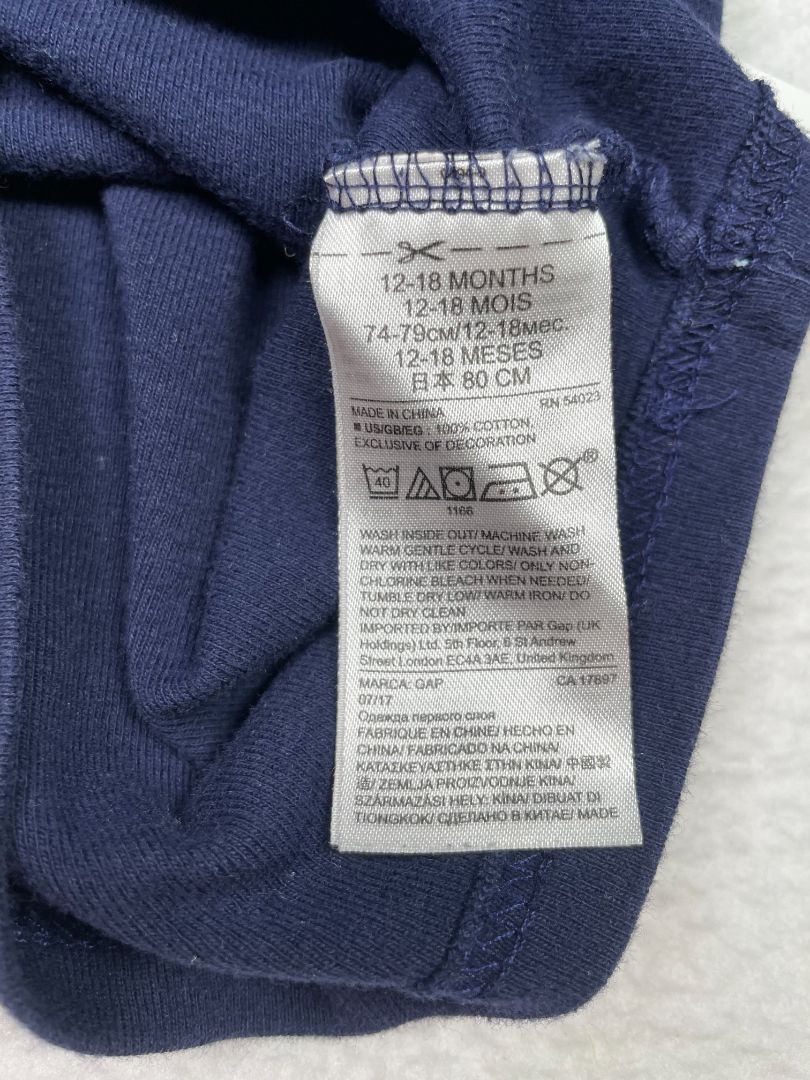 12-18 MONTHS
12-18 MOIS
74-79см/12-18мес.
12-18 MESES
日本 80 CM
MADE IN CHINA RN 54023
■ US/GB/EG : 100% COTTON,
EXCLUSIVE OF DECORATION
40
®
1166
WASH INSIDE OUT/ MACHINE WASH
WARM GENTLE CYCLE/ WASH AND
DRY WITH LIKE COLORS/ ONLY NON-
CHLORINE BLEACH WHEN NEEDED/
TUMBLE DRY LOW/ WARM IRON/ DO
NOT DRY CLEAN
IMPORTED BY/IMPORTE PAR Gap (UK
Holdings) Ltd. 5th Floor, 6 St Andrew
Street London EC4A 3AE, United Kingdom
MARCA: GAP CA 17897
07/17
Одежда первого слоя
FABRIQUE EN CHINE/ HECHO EN
CHINA/ FABRICADO NA CHINA/
ΚΑΤΑΣΚΕΥΑΣΤΗΚΕ ΣΤΗΝ ΚΙΝΑ/ 中國製
造/ ZEMLJA PROIZVODNJE KINA/
SZÁRMAZÁSI HELY: KÍNA/ DIBUAT DI
TIONGKOK/ СДЕЛАНО В КИТАЕ/ MADE